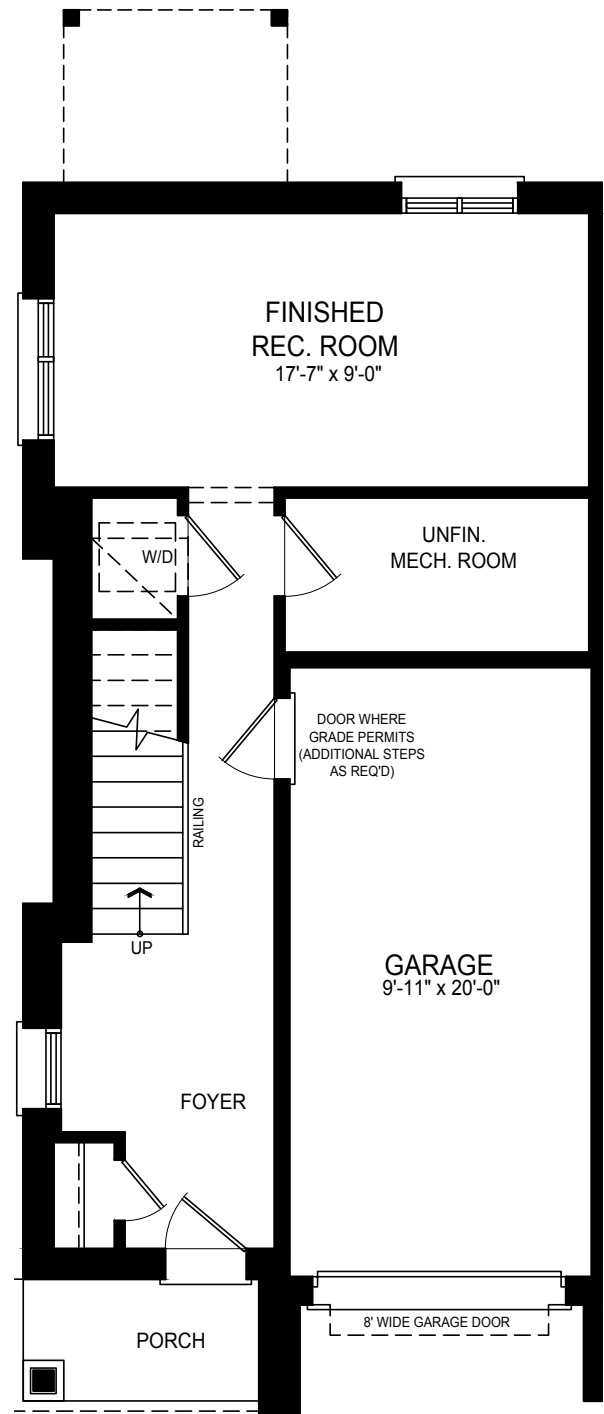 FINISHED
REC. ROOM
17'-7" x 9'-0"
W/D
UNFIN.
MECH. ROOM
DOOR WHERE
GRADE PERMITS
(ADDITIONAL STEPS
AS REQ'D)
RAILING
UP
GARAGE
9'-11" x 20'-0"
FOYER
8' WIDE GARAGE DOOR
PORCH